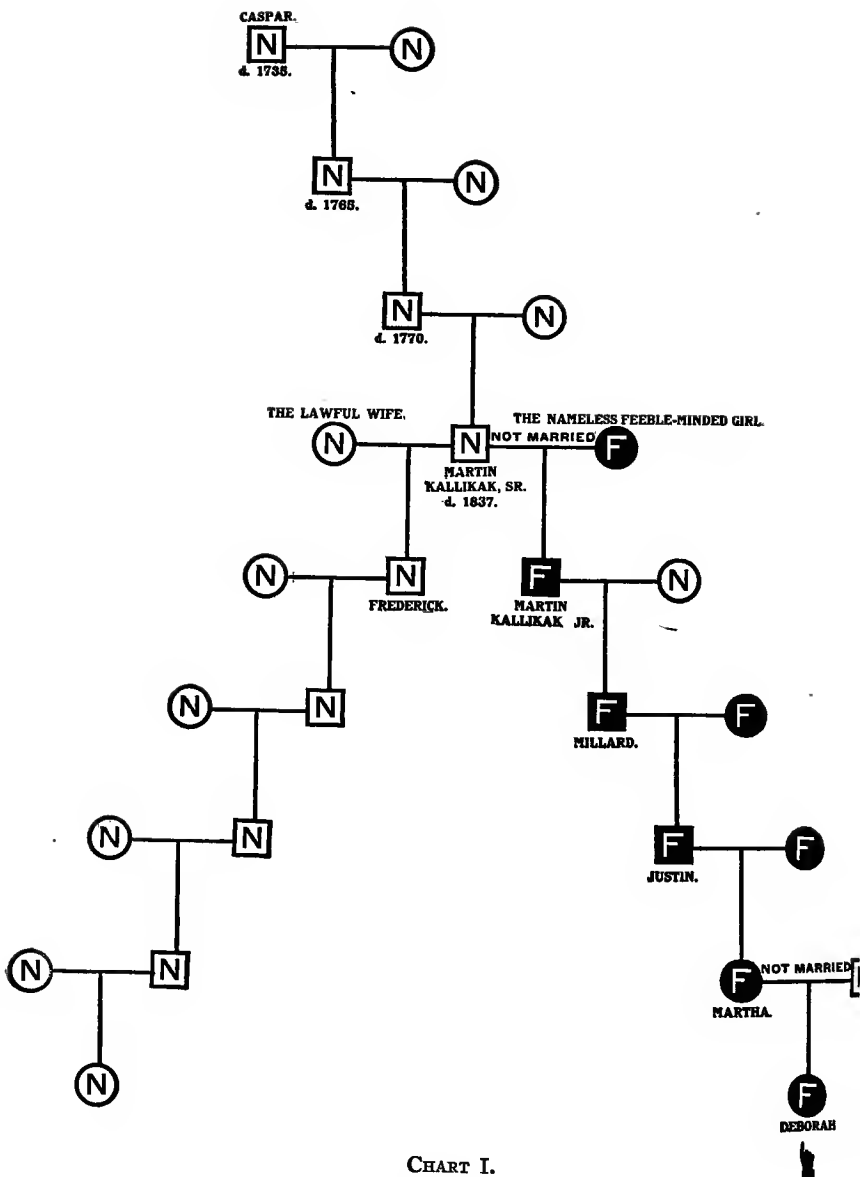 CASPAR.
N N
d. 1735.
N N
d. 1765.
N N
d. 1770.
THE LAWFUL WIFE. THE NAMELESS FEEBLE-MINDED GIRL.
N N NOT MARRIED F
MARTIN
KALLIKAK, SR.
d. 1837.
N N F N
FREDERICK. MARTIN
KALLIKAK JR.
N N F F
MILLARD.
N N F F
JUSTIN.
N N F NOT MARRIED
MARTHA.
N F
DEBORAH
CHART I.